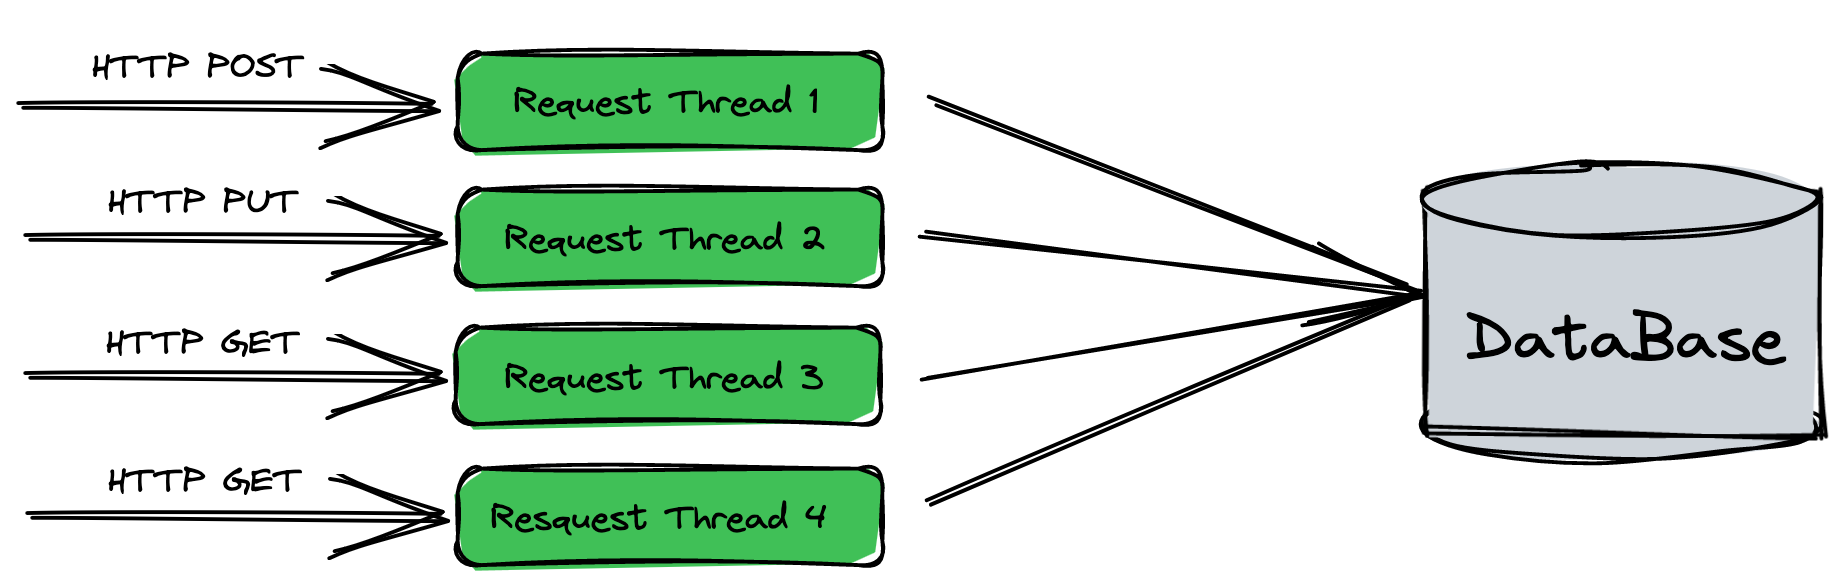 HTTP POST
Request Thread 1
HTTP PUT
Request Thread 2
HTTP GET
Request Thread 3
HTTP GET
Resquest Thread 4
DataBase